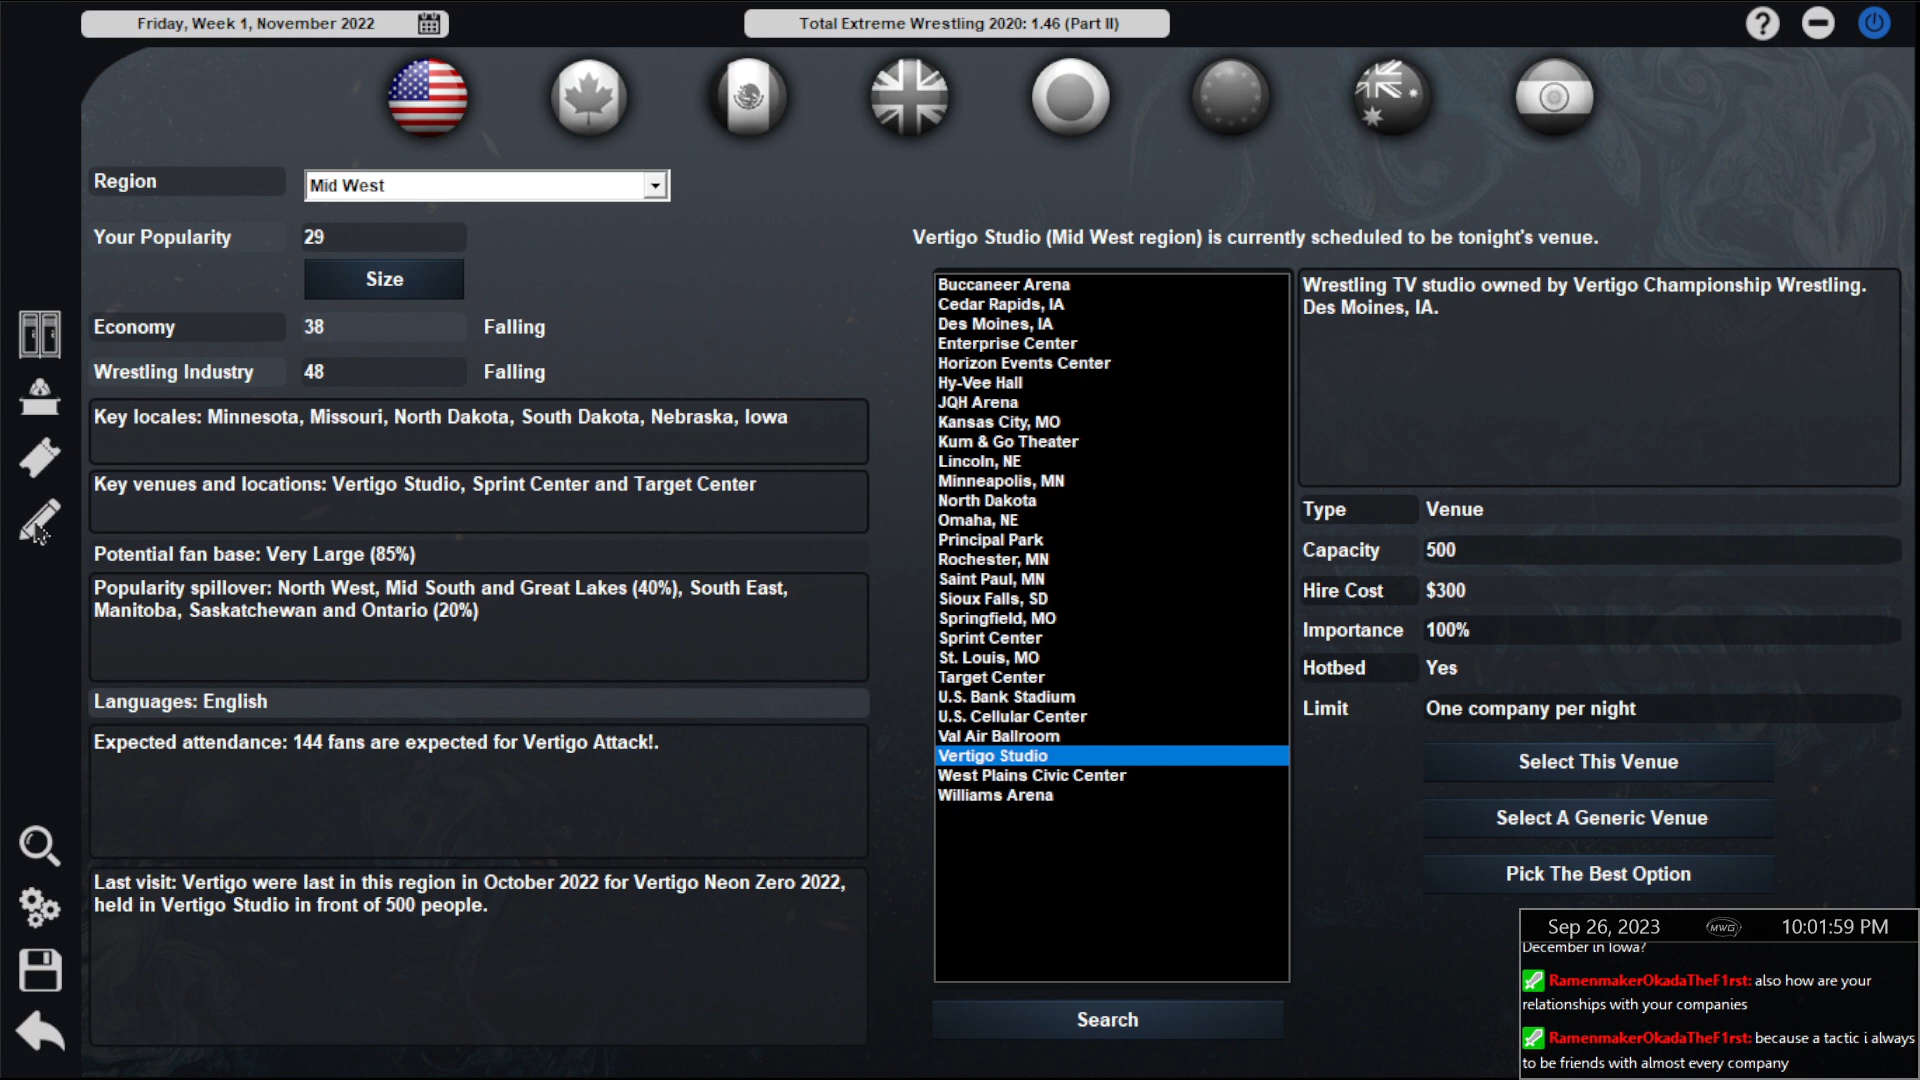 Friday, Week 1, November 2022
Total Extreme Wrestling 2020: 1.46 (Part II)
?
Region
Mid West
Your Popularity
29
Size
Economy
38
Falling
Wrestling Industry
48
Falling
Key locales: Minnesota, Missouri, North Dakota, South Dakota, Nebraska, Iowa
Key venues and locations: Vertigo Studio, Sprint Center and Target Center
Potential fan base: Very Large (85%)
Popularity spillover: North West, Mid South and Great Lakes (40%), South East,
Manitoba, Saskatchewan and Ontario (20%)
Languages: English
Expected attendance: 144 fans are expected for Vertigo Attack!.
Last visit: Vertigo were last in this region in October 2022 for Vertigo Neon Zero 2022,
held in Vertigo Studio in front of 500 people.
Vertigo Studio (Mid West region) is currently scheduled to be tonight's venue.
Buccaneer Arena
Cedar Rapids, IA
Des Moines, IA
Enterprise Center
Horizon Events Center
Hy-Vee Hall
JQH Arena
Kansas City, MO
Kum & Go Theater
Lincoln, NE
Minneapolis, MN
North Dakota
Omaha, NE
Principal Park
Rochester, MN
Saint Paul, MN
Sioux Falls, SD
Springfield, MO
Sprint Center
St. Louis, MO
Target Center
U.S. Bank Stadium
U.S. Cellular Center
Val Air Ballroom
Vertigo Studio
West Plains Civic Center
Williams Arena
Search
Wrestling TV studio owned by Vertigo Championship Wrestling.
Des Moines, IA.
Type
Venue
Capacity
500
Hire Cost
$300
Importance
100%
Hotbed
Yes
Limit
One company per night
Select This Venue
Select A Generic Venue
Pick The Best Option
Sep 26, 2023
MWG
10:01:59 PM
December in Iowa?
RamenmakerOkadaTheF1rst: also how are your
relationships with your companies
RamenmakerOkadaTheF1rst: because a tactic i always
to be friends with almost every company